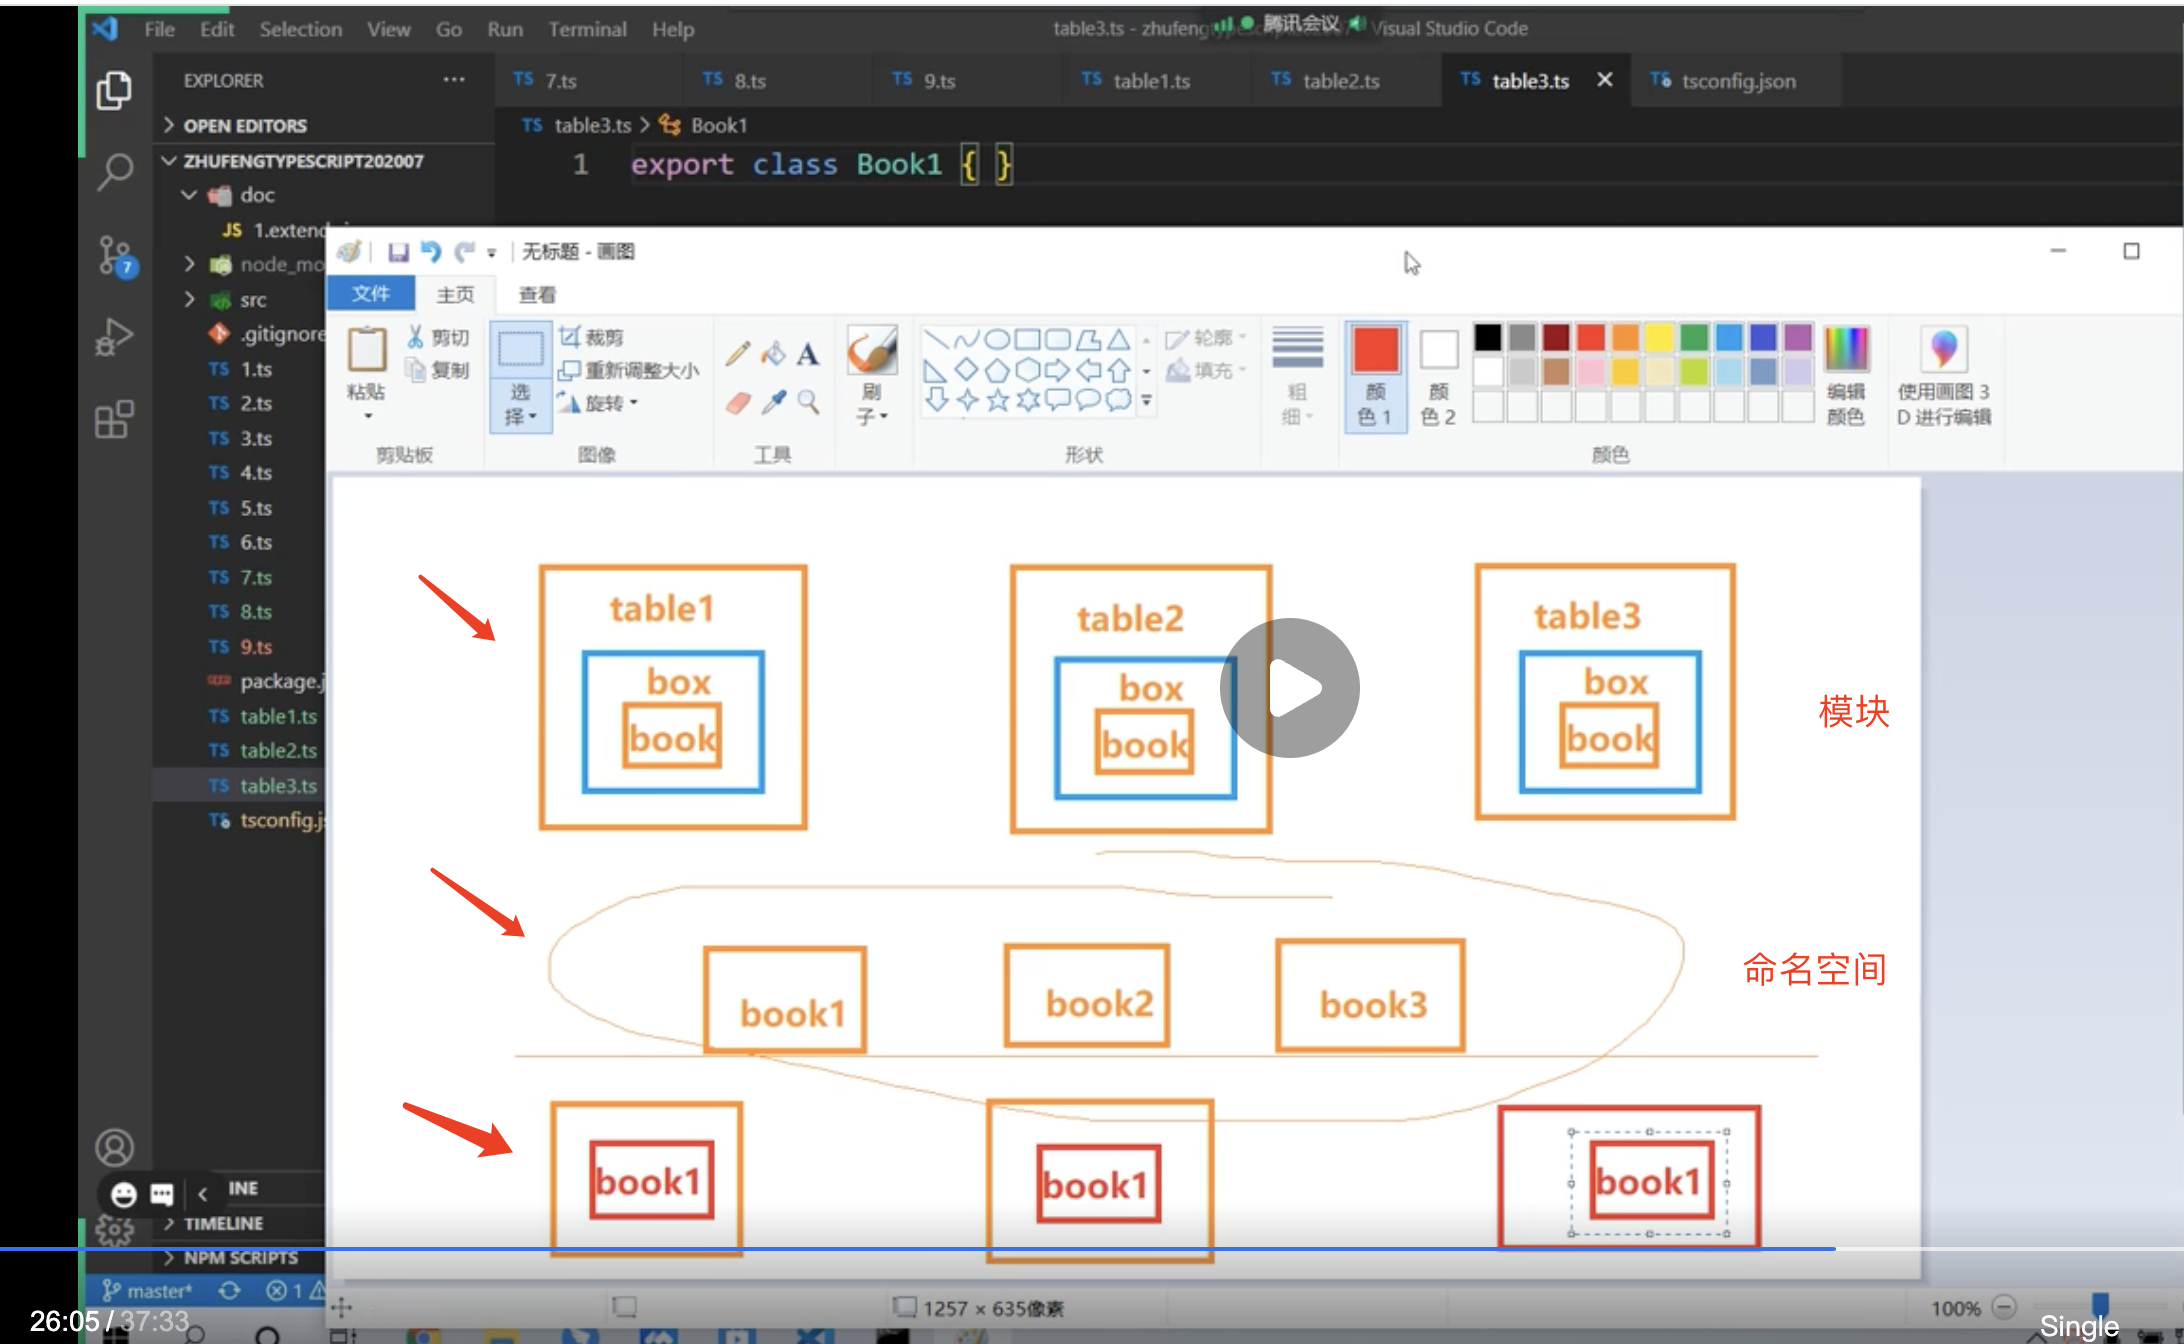 File Edit Selection View Go Run Terminal Help
table3.ts - zhufeng
腾讯会议
Visual Studio Code
EXPLORER ···
TS 7.ts TS 8.ts TS 9.ts TS table1.ts TS table2.ts TS table3.ts × TS tsconfig.json
OPEN EDITORS
TS table3.ts > Book1
ZHUFENGTYPESCRIPT202007
1 export class Book1 { }
doc
JS 1.extend
node_mo
src
.gitignore
TS 1.ts
TS 2.ts
TS 3.ts
TS 4.ts
TS 5.ts
TS 6.ts
TS 7.ts
TS 8.ts
TS 9.ts
package.j
TS table1.ts
TS table2.ts
TS table3.ts
TS tsconfig.js
7
无标题 - 画图
文件 主页 查看
粘贴
剪切
复制
剪贴板
选择
裁剪
重新调整大小
旋转
图像
A
工具
刷子
轮廓
填充
形状
粗细
颜色 1
颜色 2
编辑颜色
颜色
使用画图 3
D 进行编辑
table1
box
book
table2
box
book
table3
box
book
模块
book1
book2
book3
命名空间
book1
book1
book1
INE
TIMELINE
NPM SCRIPTS
master* 1
1257 × 635像素
100%
26:05 / 37:33
Single